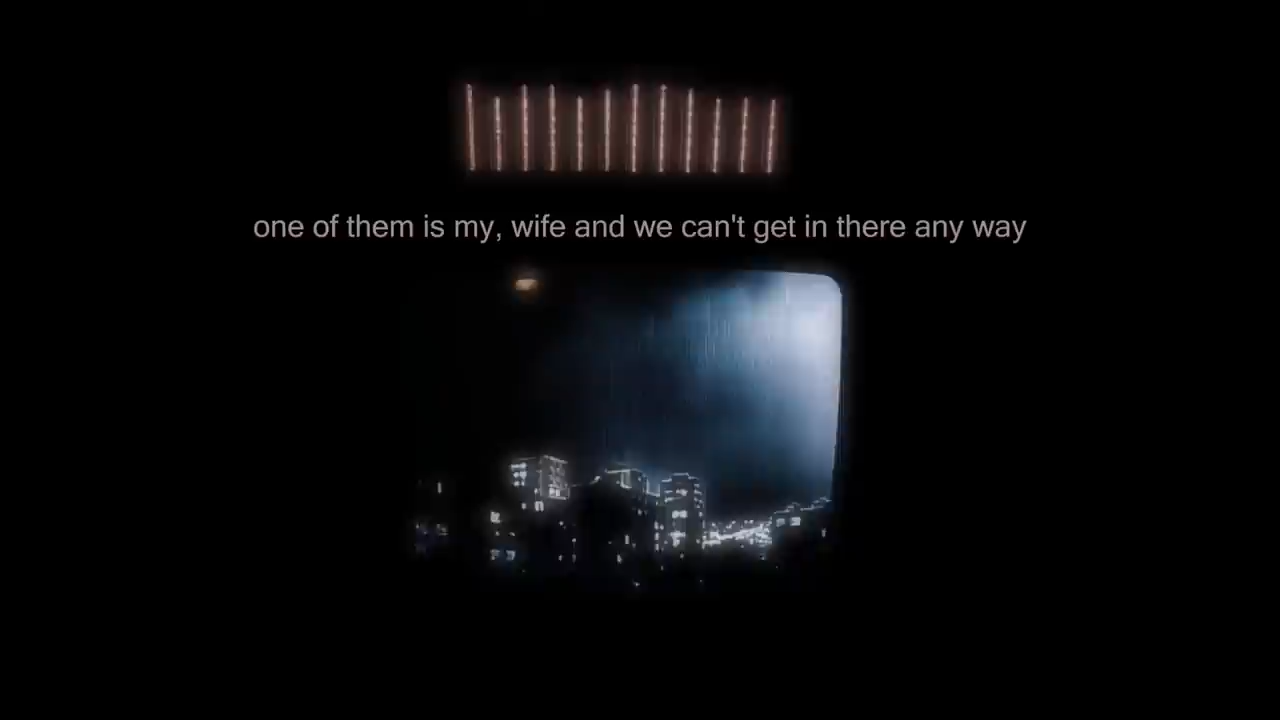 one of them is my, wife and we can't get in there any way